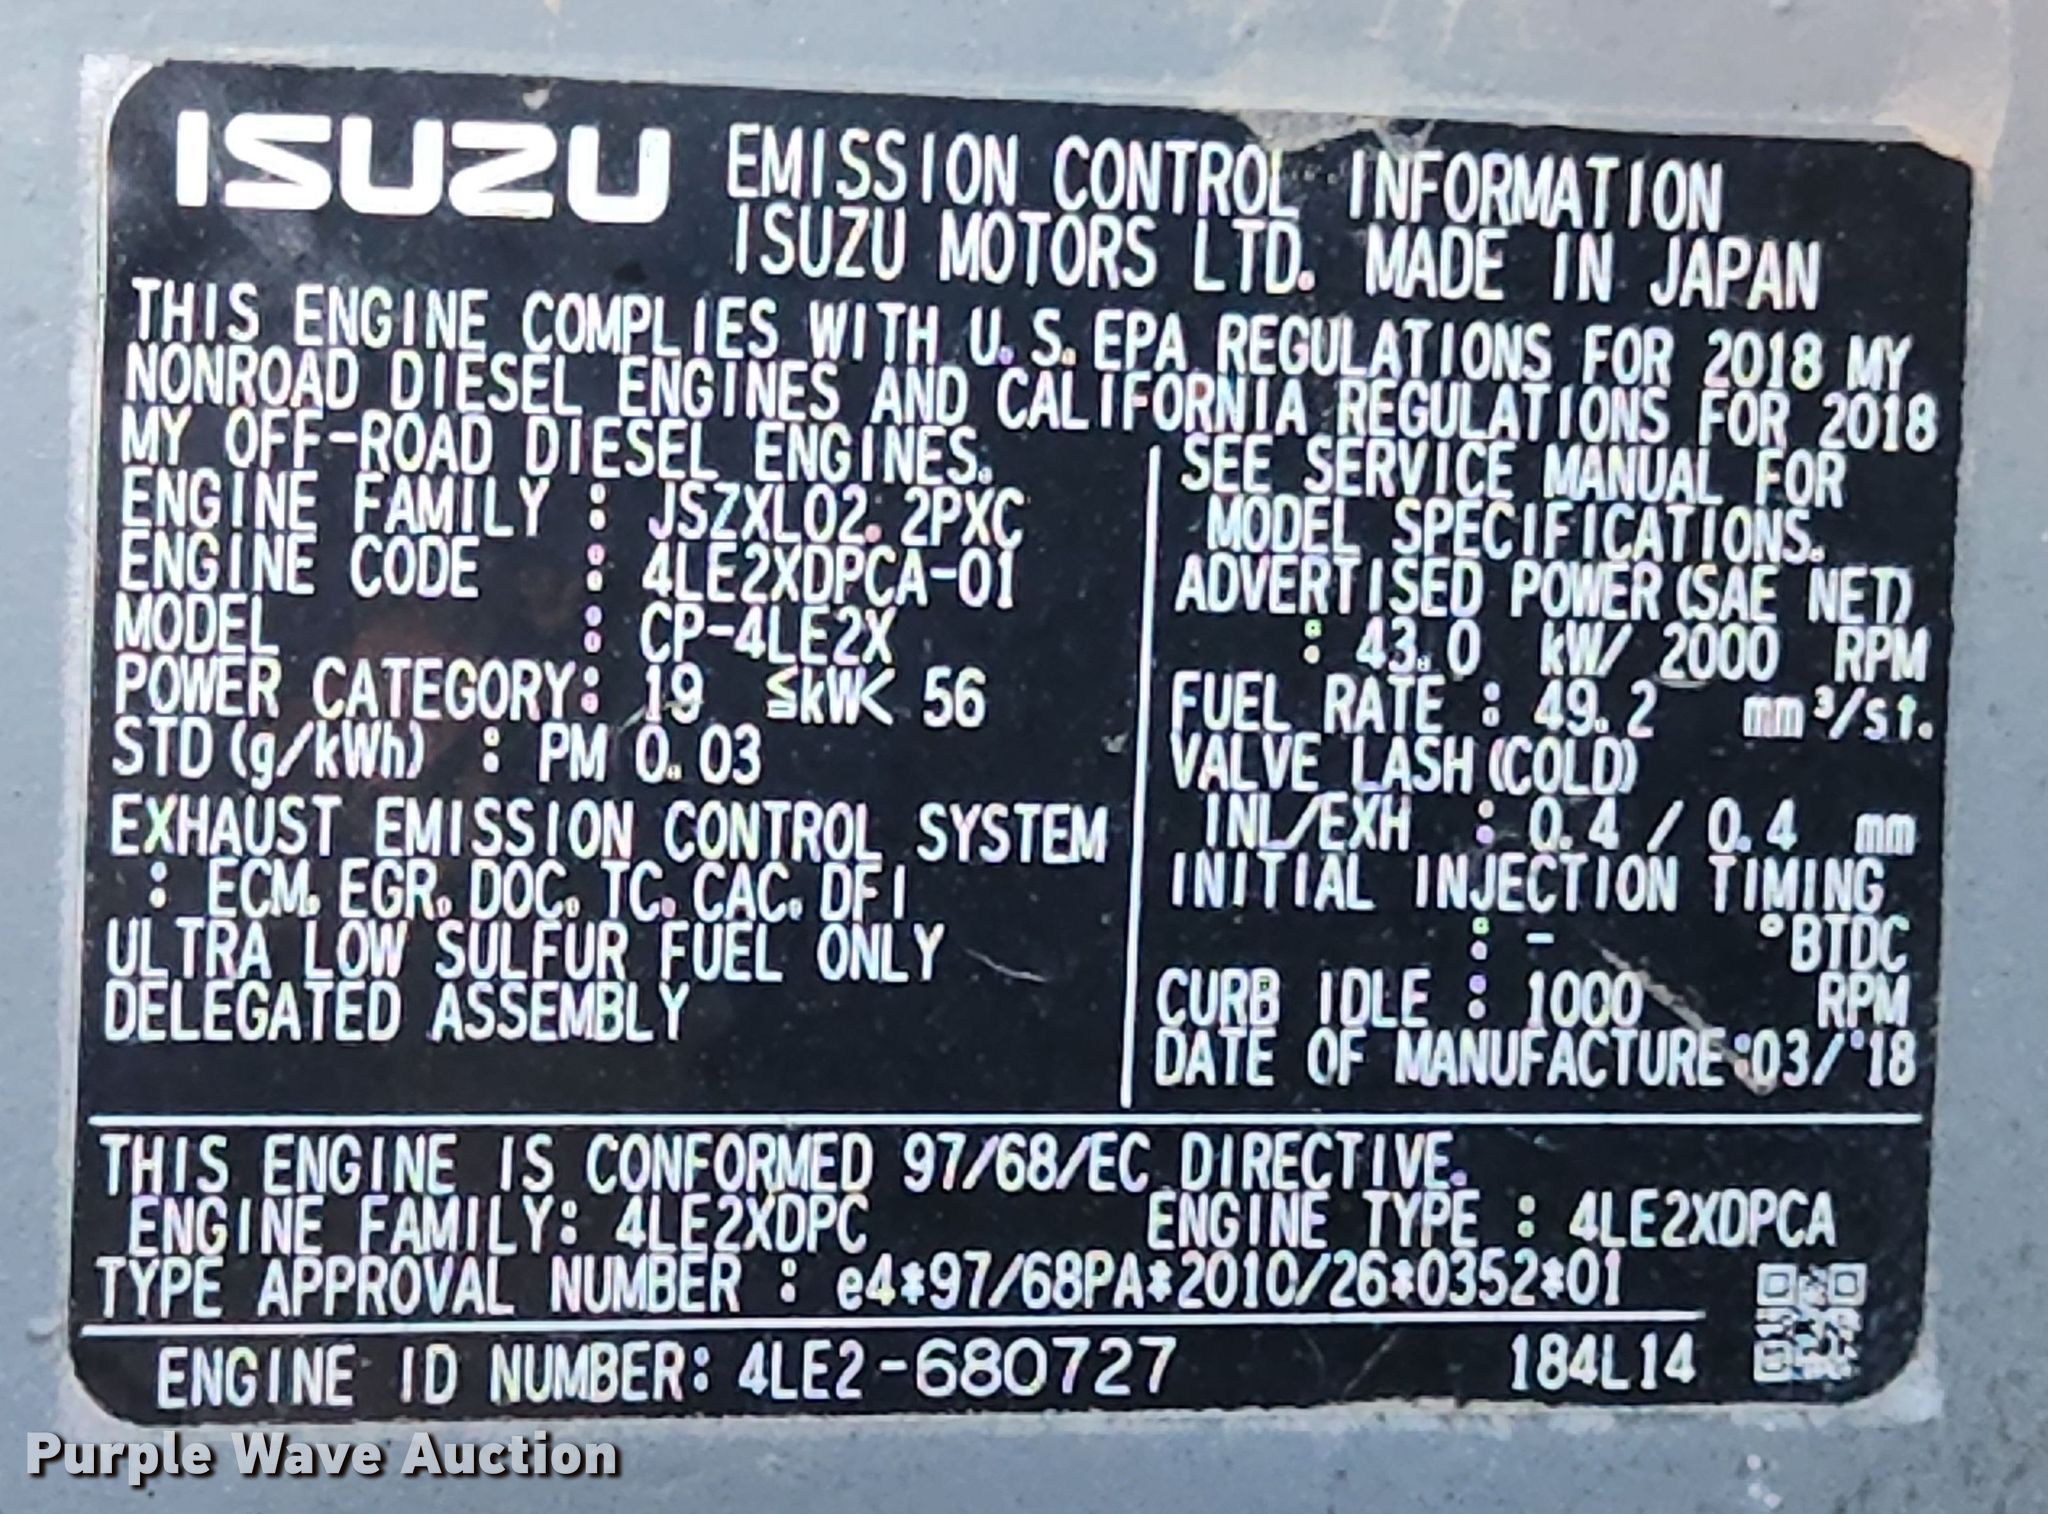 ISUZU
EMISSION CONTROL INFORMATION
ISUZU MOTORS LTD. MADE IN JAPAN
THIS ENGINE COMPLIES WITH U.S.EPA REGULATIONS FOR 2018 MY
NONROAD DIESEL ENGINES AND CALIFORNIA REGULATIONS FOR 2018
MY OFF-ROAD DIESEL ENGINES.
ENGINE FAMILY : JSZXL02.2PXC
ENGINE CODE : 4LE2XDPCA-01
MODEL : CP-4LE2X
POWER CATEGORY: 19 ≦kW< 56
STD(g/kWh) : PM 0.03
EXHAUST EMISSION CONTROL SYSTEM
: ECM.EGR.DOC.TC.CAC.DFI
ULTRA LOW SULFUR FUEL ONLY
DELEGATED ASSEMBLY
SEE SERVICE MANUAL FOR
MODEL SPECIFICATIONS.
ADVERTISED POWER(SAE NET)
: 43.0 kW/ 2000 RPM
FUEL RATE : 49.2 mm³/st.
VALVE LASH(COLD)
INL/EXH : 0.4 / 0.4 mm
INITIAL INJECTION TIMING
: - °BTDC
CURB IDLE : 1000 RPM
DATE OF MANUFACTURE:03/'18
THIS ENGINE IS CONFORMED 97/68/EC DIRECTIVE.
ENGINE FAMILY: 4LE2XDPC ENGINE TYPE : 4LE2XDPCA
TYPE APPROVAL NUMBER : e4*97/68PA*2010/26*0352*01
ENGINE ID NUMBER: 4LE2-680727 184L14
Purple Wave Auction